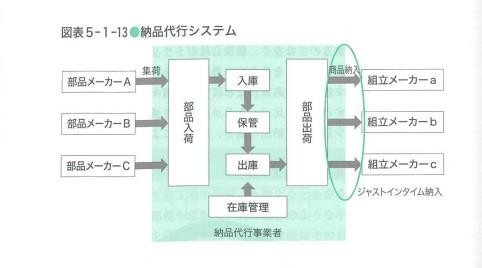 図表5-1-13●納品代行システム
集荷
商品納入
部品メーカーA
部品メーカーB
部品メーカーC
部品入荷
入庫
保管
出庫
在庫管理
部品出荷
組立メーカーa
組立メーカーb
組立メーカーc
ジャストインタイム納入
納品代行事業者